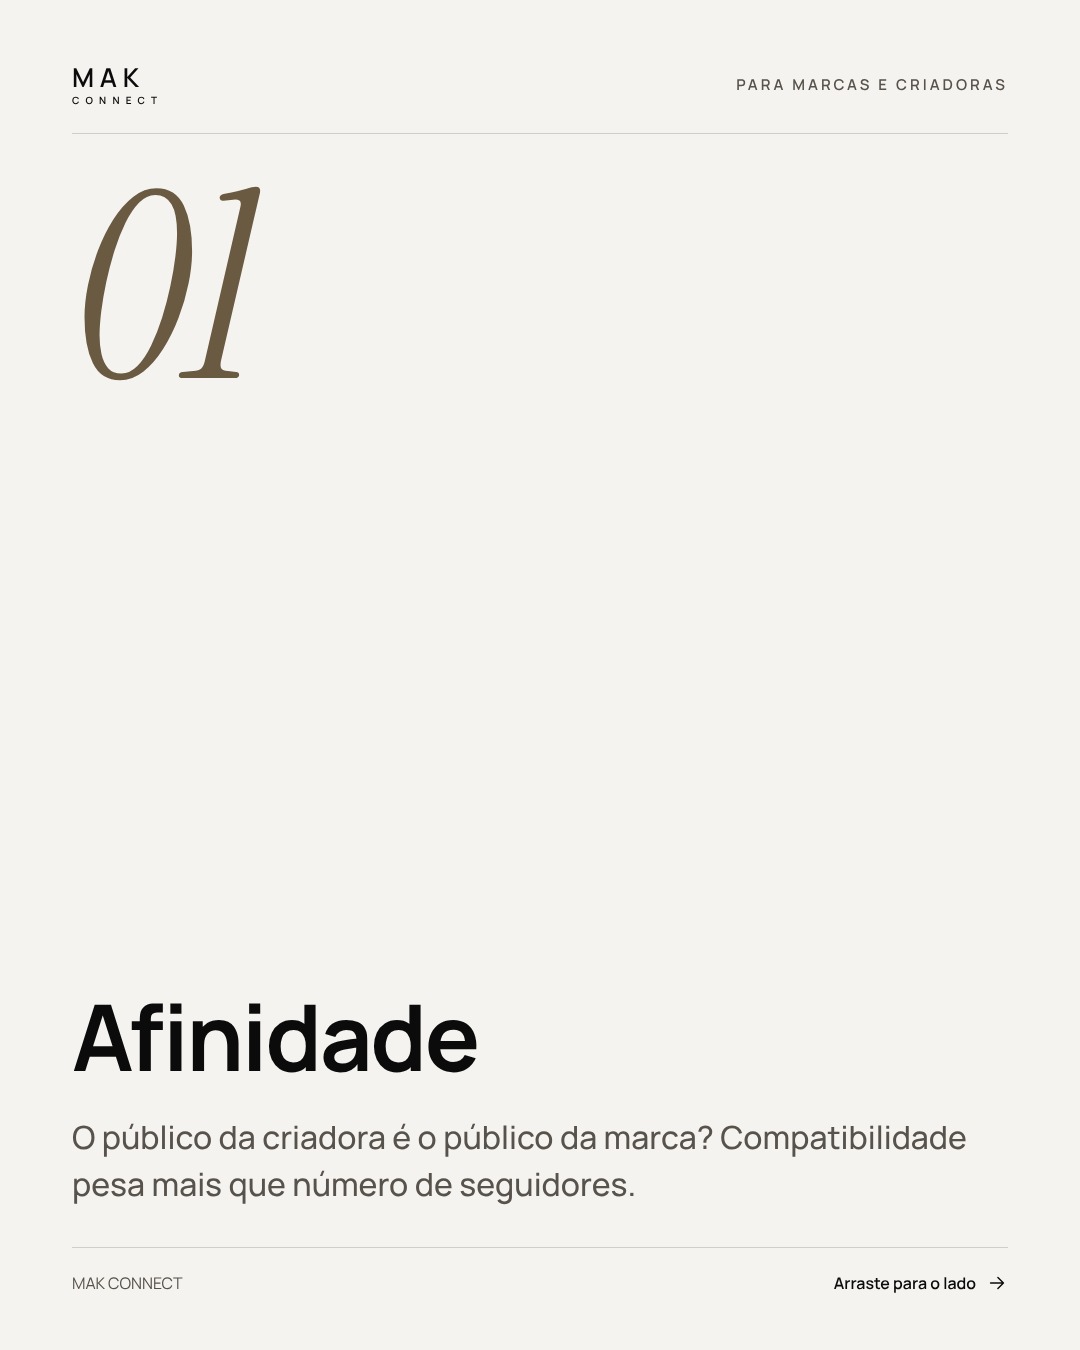 MAK
CONNECT
PARA MARCAS E CRIADORAS
01
Afinidade
O público da criadora é o público da marca? Compatibilidade
pesa mais que número de seguidores.
MAK CONNECT
Arraste para o lado →